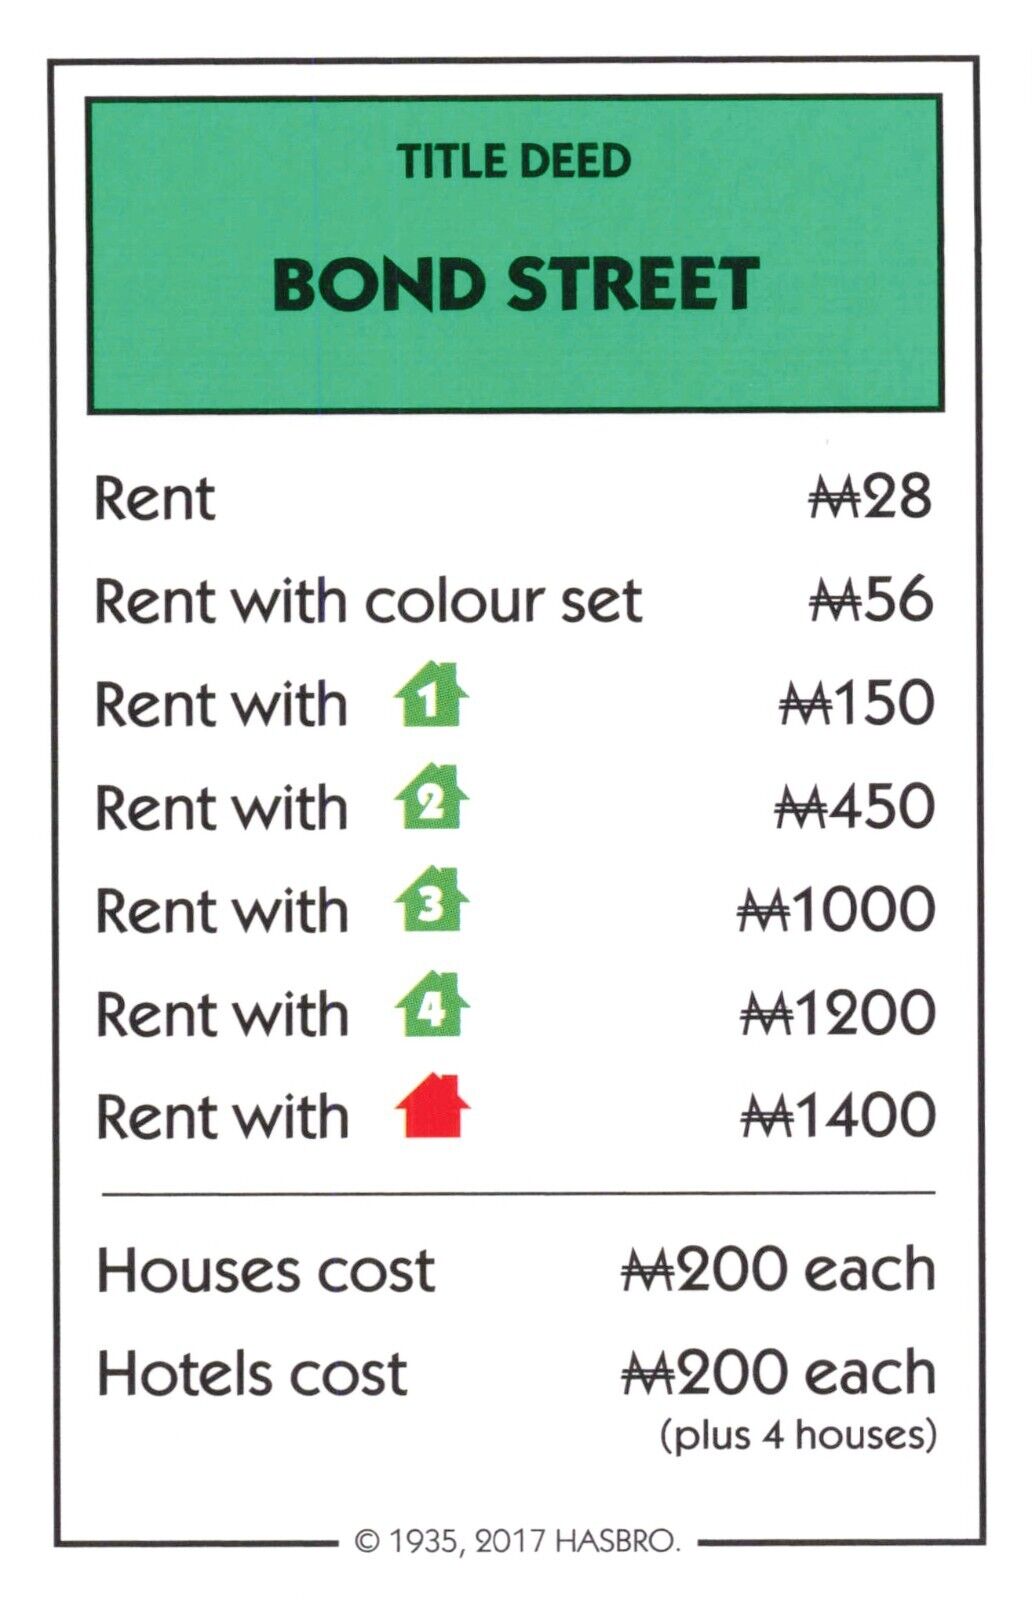 TITLE DEED
BOND STREET
Rent ₳28
Rent with colour set ₳56
Rent with 1 ₳150
Rent with 2 ₳450
Rent with 3 ₳1000
Rent with 4 ₳1200
Rent with ₳1400
Houses cost ₳200 each
Hotels cost ₳200 each
(plus 4 houses)
© 1935, 2017 HASBRO.